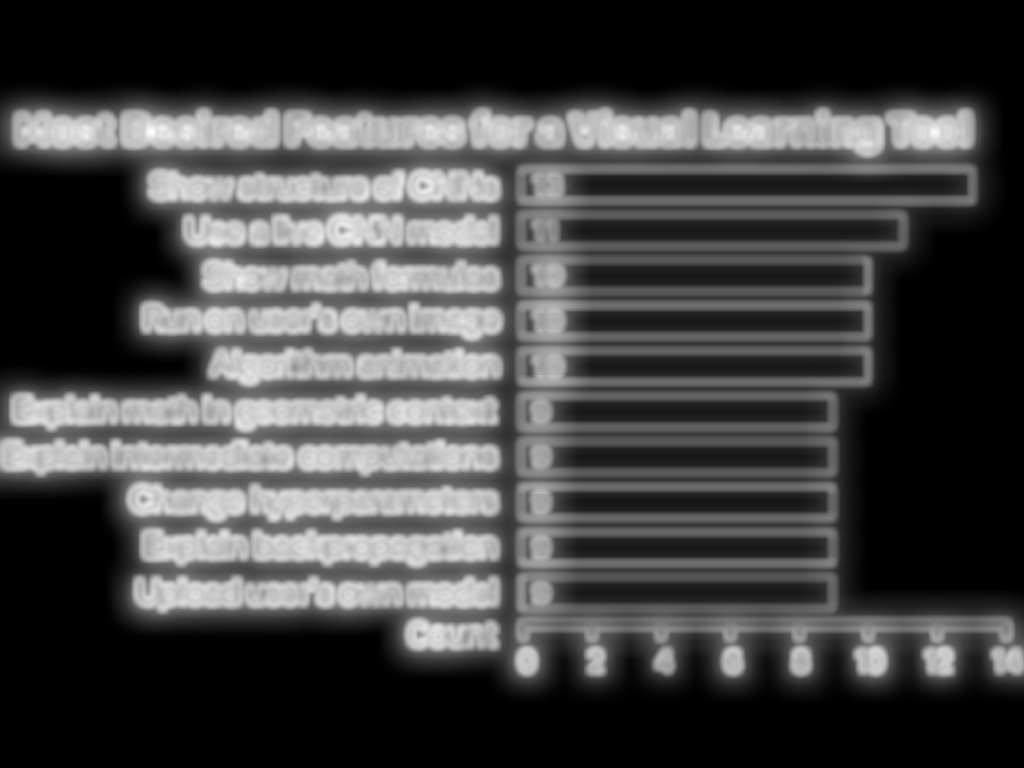 Most Desired Features for a Visual Learning Tool
Show structure of CNNs 13
Use a live CNN model 11
Show math formulas 10
Run on user's own image 10
Algorithm animation 10
Explain math in geometric context 9
Explain intermediate computations 9
Change hyperparameters 9
Explain backpropagation 9
Upload user's own model 9
Count
0 2 4 6 8 10 12 14